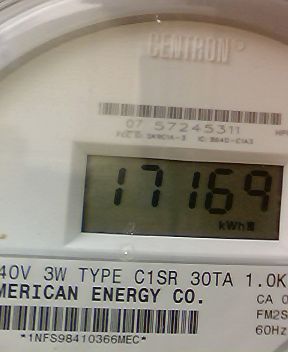 CENTRON®
07 57245311
17169
kWh
40V 3W TYPE C1SR 30TA 1.0K
MERICAN ENERGY CO.
CA 0
FM2S
60Hz
*1NFS98410366MEC*